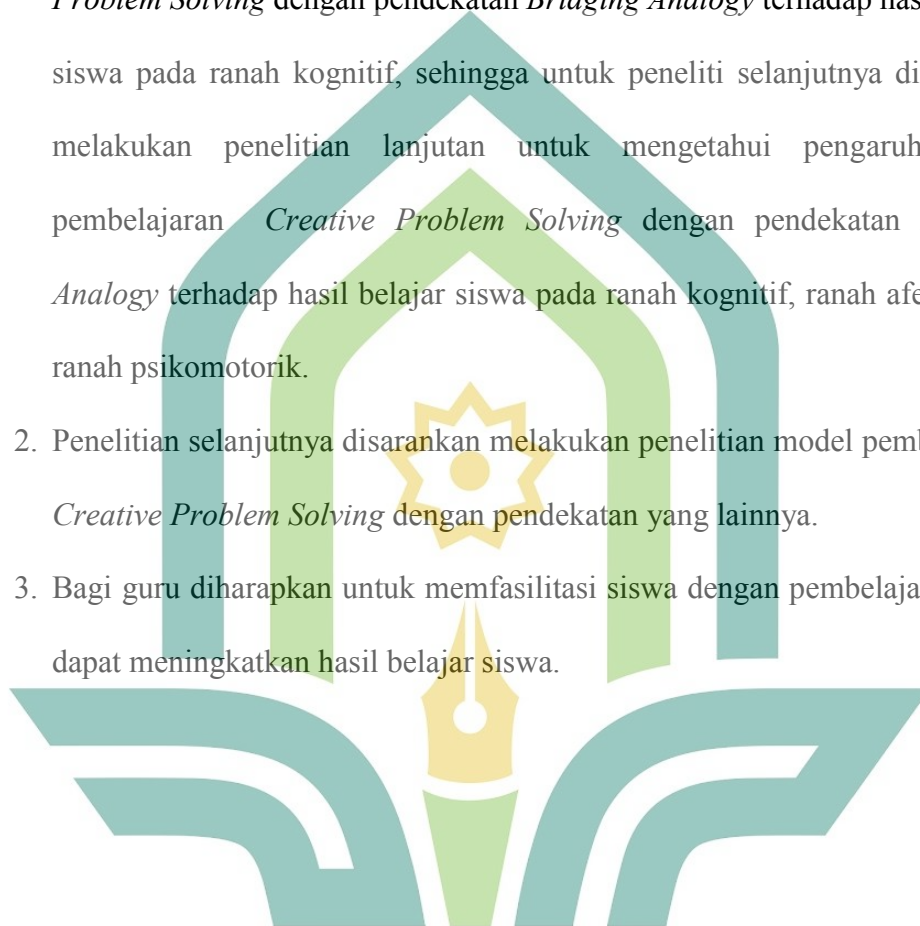 Problem Solving dengan pendekatan Bridging Analogy terhadap
siswa pada ranah kognitif, sehingga untuk peneliti selanjutnya
melakukan penelitian lanjutan untuk mengetahui pengaruh
pembelajaran Creative Problem Solving dengan pendekatan
Analogy terhadap hasil belajar siswa pada ranah kognitif, ranah
ranah psikomotorik.
2. Penelitian selanjutnya disarankan melakukan penelitian model
Creative Problem Solving dengan pendekatan yang lainnya.
3. Bagi guru diharapkan untuk memfasilitasi siswa dengan
dapat meningkatkan hasil belajar siswa.